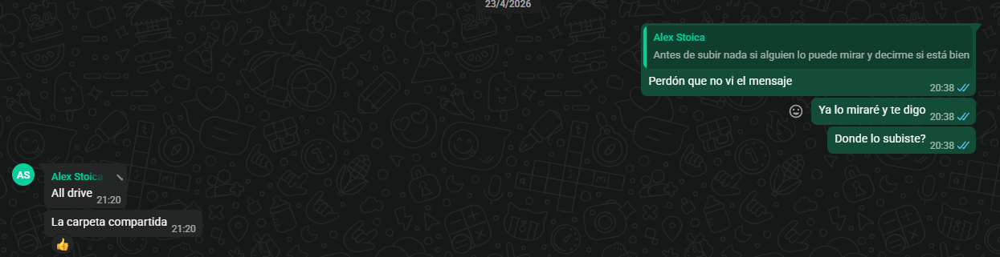 23/4/2026
Alex Stoica
Antes de subir nada si alguien lo puede mirar y decirme si está bien
Perdón que no vi el mensaje
20:38
Ya lo miraré y te digo
20:38
Donde lo subiste?
20:38
AS
Alex Stoica
All drive
21:20
La carpeta compartida
21:20